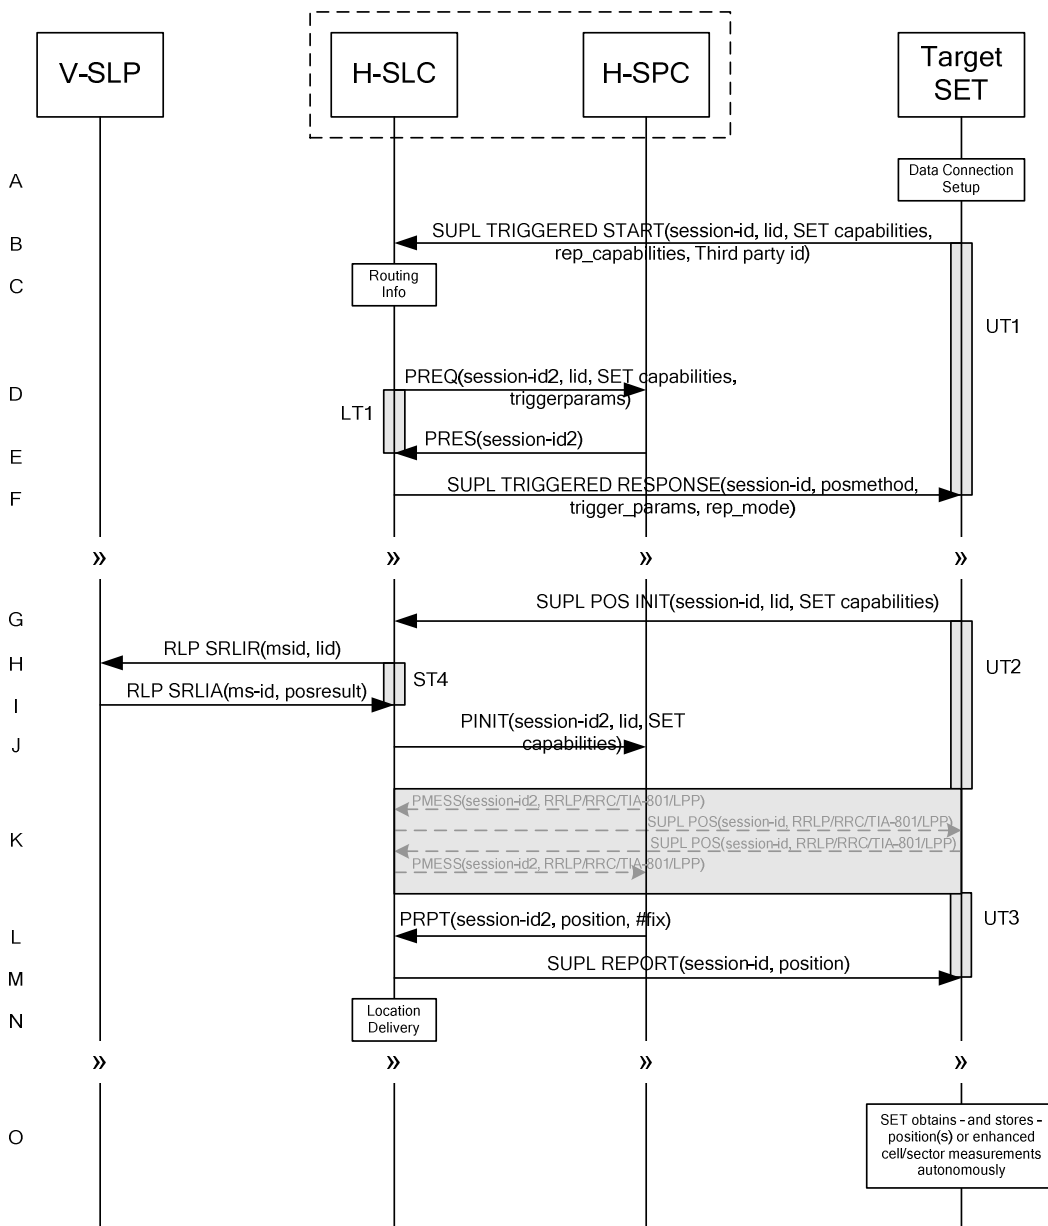 V-SLP
H-SLC
H-SPC
Target
SET
A
Data Connection
Setup
B
SUPL TRIGGERED START(session-id, lid, SET capabilities,
rep_capabilities, Third party id)
C
Routing
Info
UT1
D
PREQ(session-id2, lid, SET capabilities,
triggerparams)
LT1
E
PRES(session-id2)
F
SUPL TRIGGERED RESPONSE(session-id, posmethod,
trigger_params, rep_mode)
»
»
»
»
G
SUPL POS INIT(session-id, lid, SET capabilities)
H
RLP SRLIR(msid, lid)
ST4
UT2
I
RLP SRLIA(ms-id, posresult)
J
PINIT(session-id2, lid, SET
capabilities)
PMESS(session-id2, RRLP/RRC/TIA-801/LPP)
SUPL POS(session-id, RRLP/RRC/TIA-801/LPP)
K
SUPL POS(session-id, RRLP/RRC/TIA-801/LPP)
PMESS(session-id2, RRLP/RRC/TIA-801/LPP)
L
PRPT(session-id2, position, #fix)
UT3
M
SUPL REPORT(session-id, position)
N
Location
Delivery
»
»
»
»
O
SET obtains - and stores -
position(s) or enhanced
cell/sector measurements
autonomously